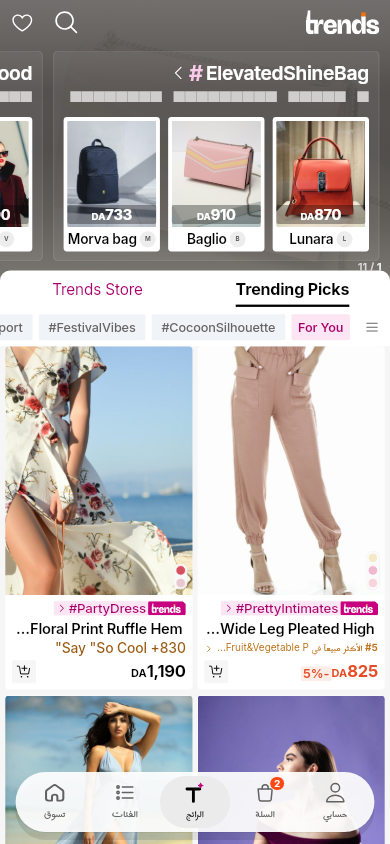 trends
ood
#ElevatedShineBag
0
DA733
DA910
DA870
V
Morva bag M
Baglio B
Lunara L
11 / 1
Trends Store
Trending Picks
port
#FestivalVibes
#CocoonSilhouette
For You
#PartyDress trends
...Floral Print Ruffle Hem
"Say "So Cool +830
DA1,190
#PrettyIntimates trends
...Wide Leg Pleated High
#5 الأكثر مبيعا في Fruit&Vegetable P...
5%- DA825
تسوق
الفئات
الرائج
2
السلة
حسابي